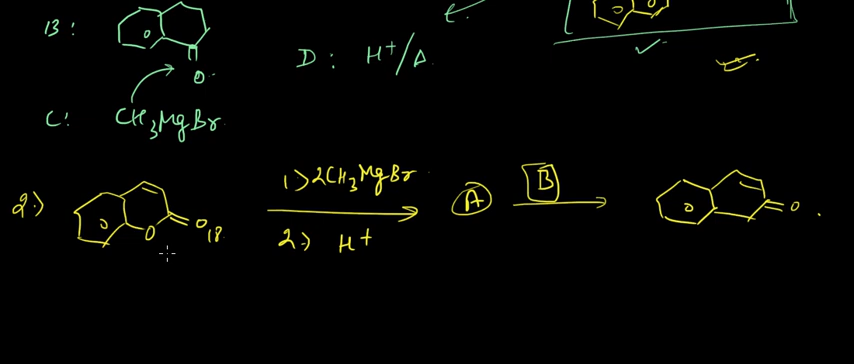 B:
O
O
D: H+/Δ
C: CH3MgBr
2.) 1) 2CH3MgBr
A B
O
O O18
2.) H+
O O